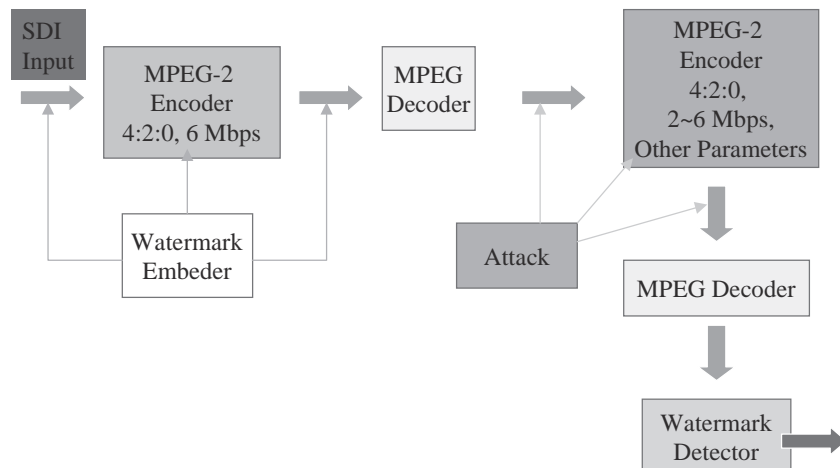 SDI
Input
MPEG-2
Encoder
4:2:0, 6 Mbps
MPEG
Decoder
MPEG-2
Encoder
4:2:0,
2~6 Mbps,
Other Parameters
Watermark
Embeder
Attack
MPEG Decoder
Watermark
Detector